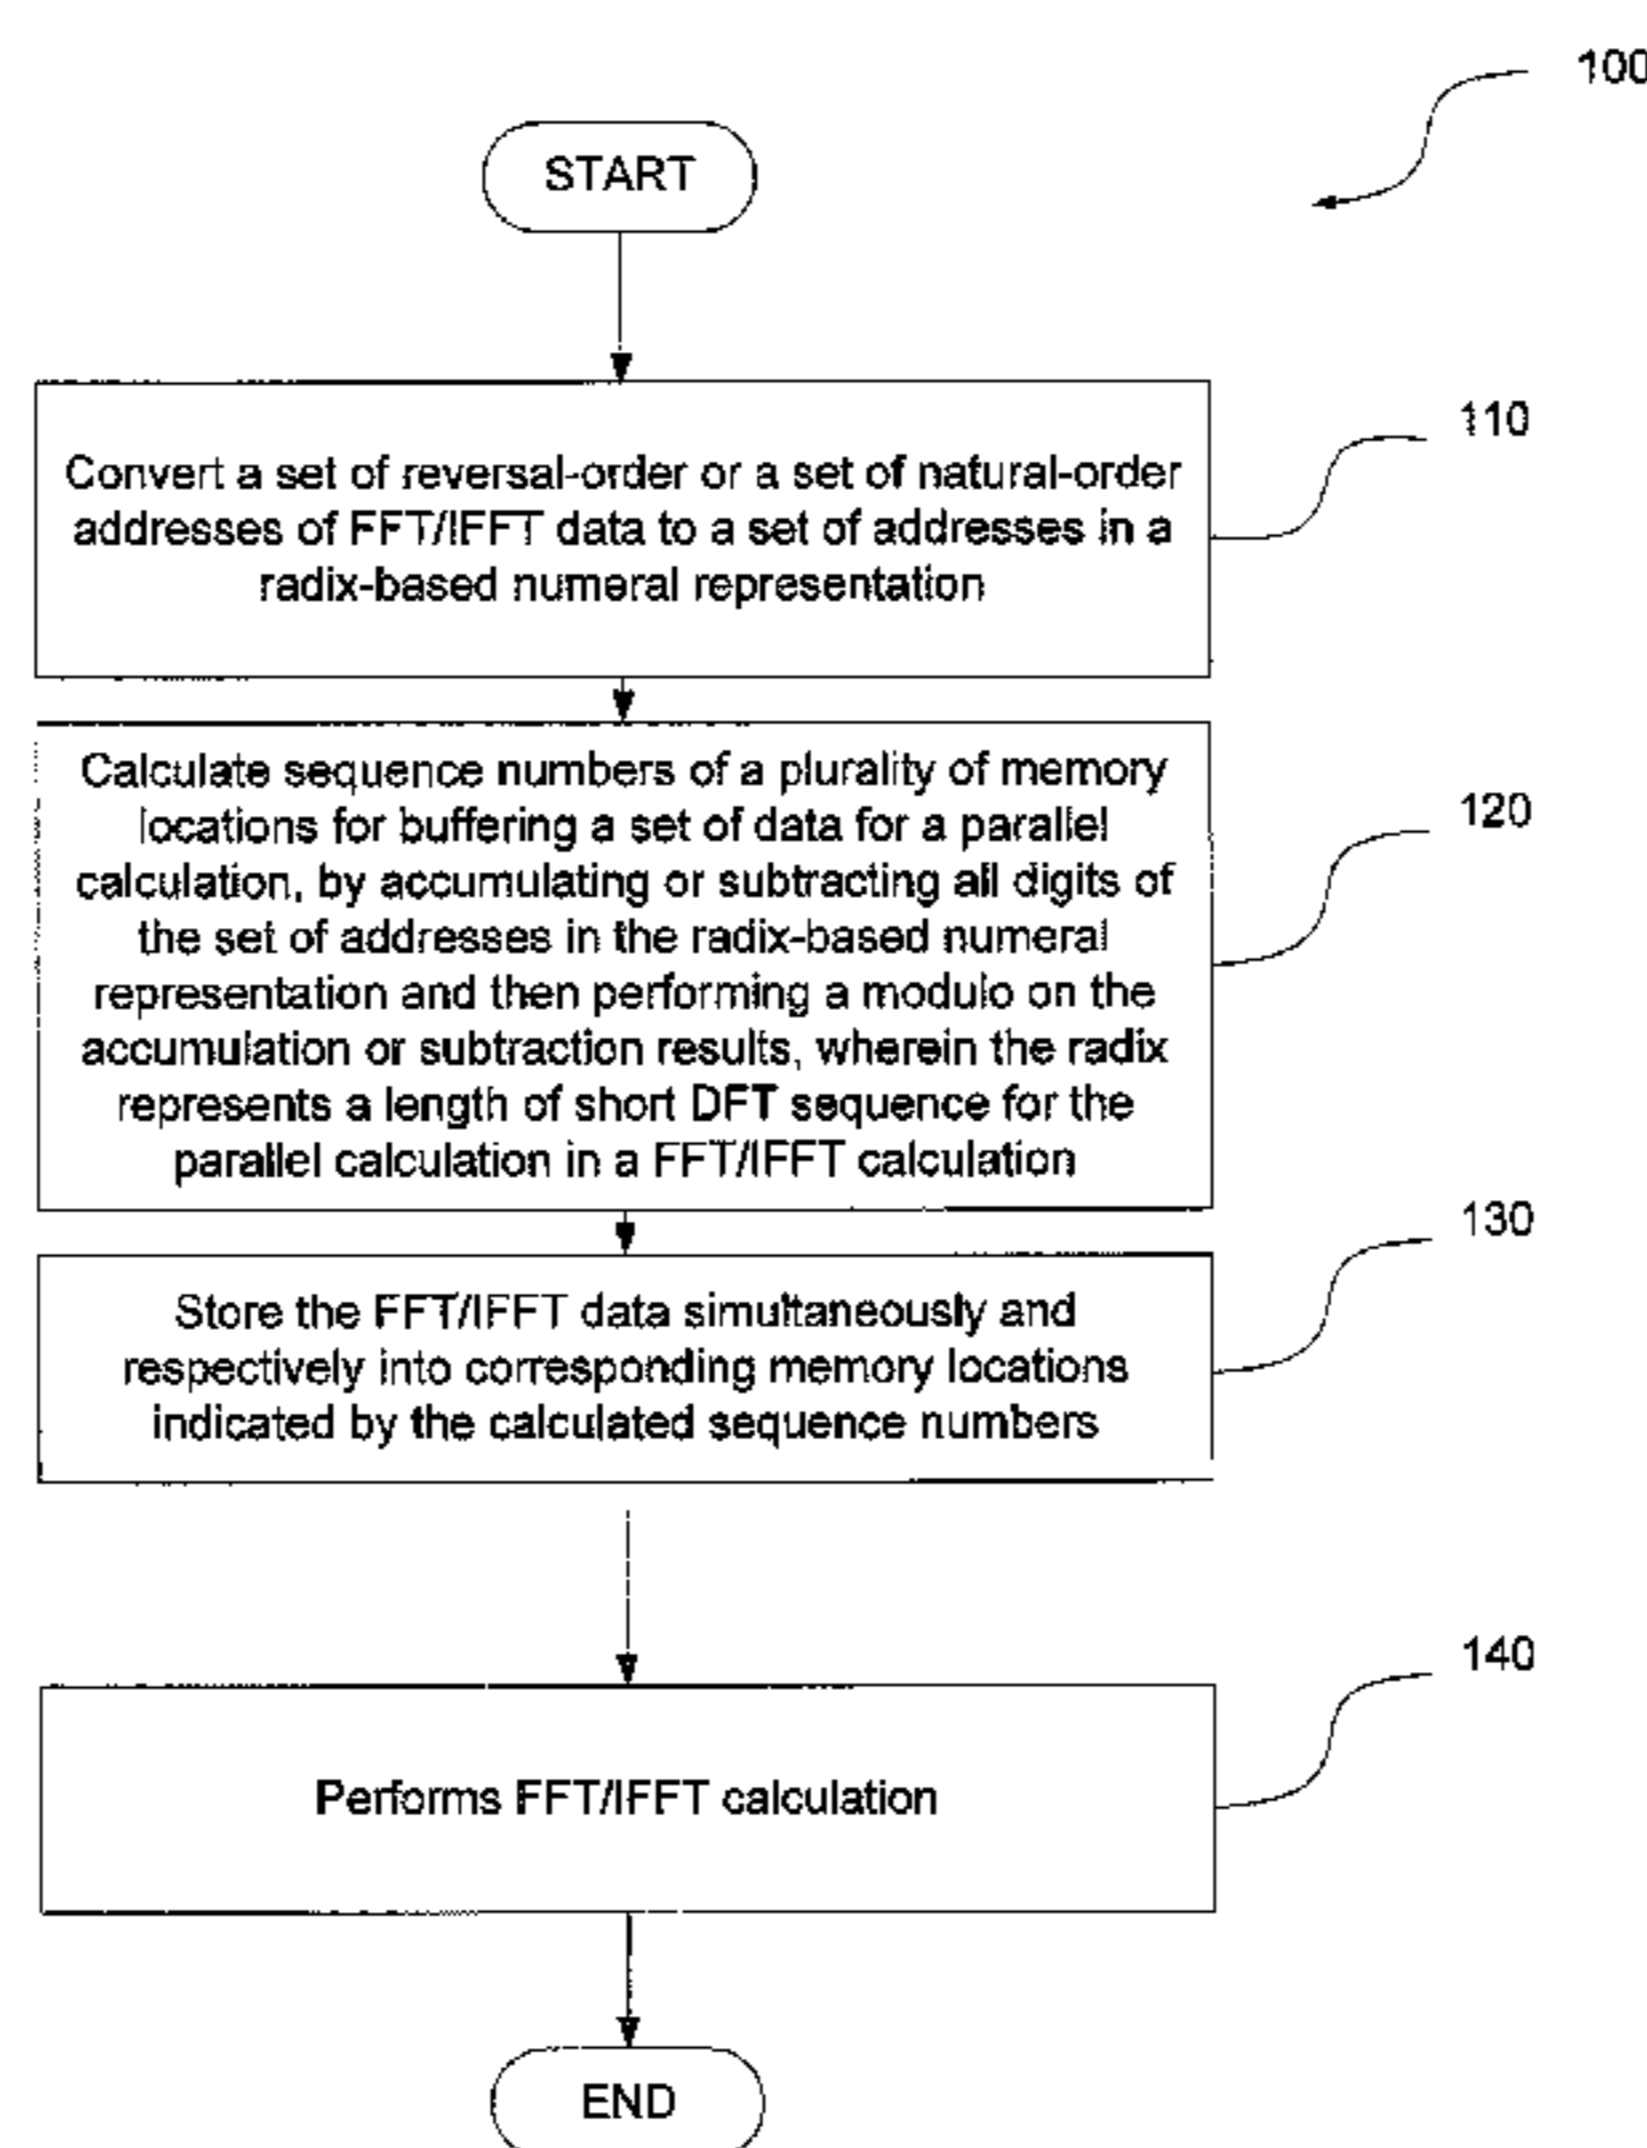 100
START
110
Convert a set of reversal-order or a set of natural-order
addresses of FFT/IFFT data to a set of addresses in a
radix-based numeral representation
120
Calculate sequence numbers of a plurality of memory
locations for buffering a set of data for a parallel
calculation, by accumulating or subtracting all digits of
the set of addresses in the radix-based numeral
representation and then performing a modulo on the
accumulation or subtraction results, wherein the radix
represents a length of short DFT sequence for the
parallel calculation in a FFT/IFFT calculation
130
Store the FFT/IFFT data simultaneously and
respectively into corresponding memory locations
indicated by the calculated sequence numbers
140
Performs FFT/IFFT calculation
END